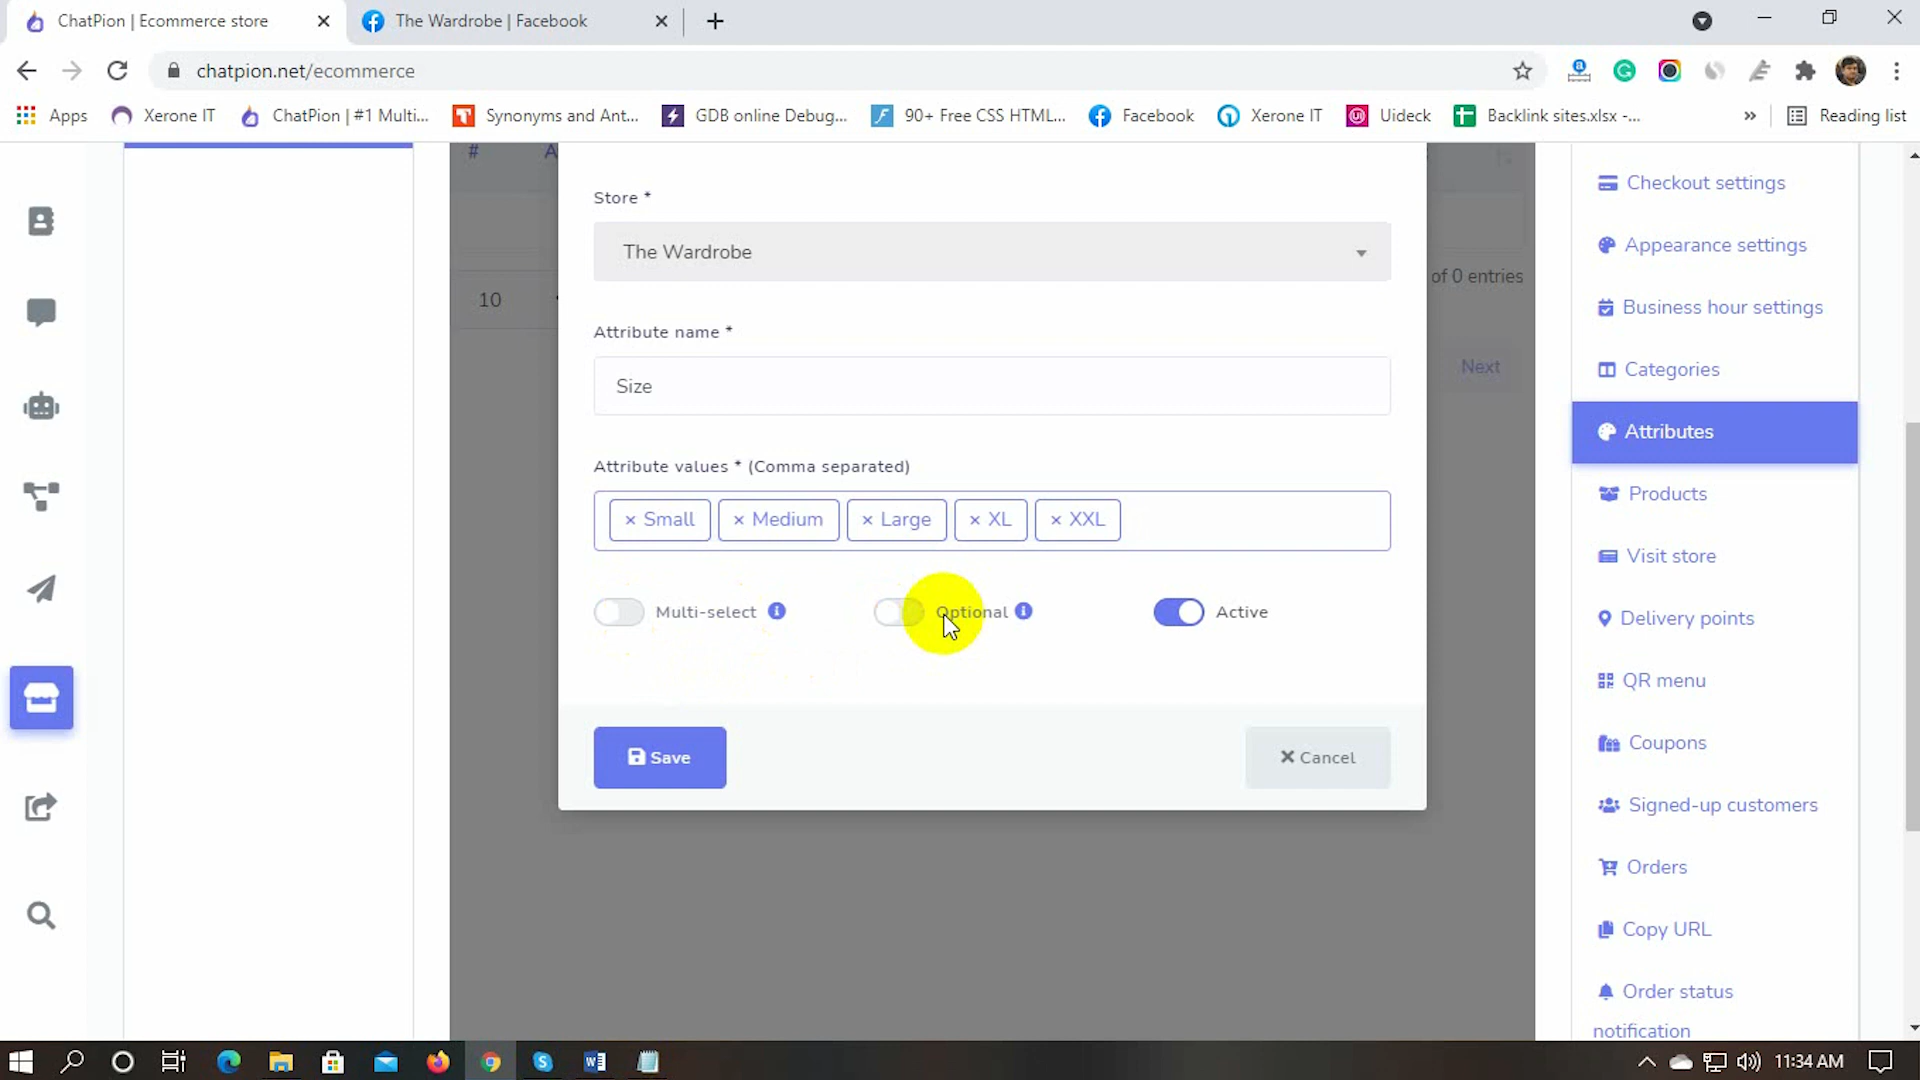 ChatPion | Ecommerce store
The Wardrobe | Facebook
chatpion.net/ecommerce
Apps
Xerone IT
ChatPion | #1 Multi...
Synonyms and Ant...
GDB online Debug...
90+ Free CSS HTML...
Facebook
Xerone IT
Uideck
Backlink sites.xlsx -...
»
Reading list
#
Store *
The Wardrobe
10
of 0 entries
Next
Attribute name *
Size
Attribute values * (Comma separated)
× Small
× Medium
× Large
× XL
× XXL
Multi-select
Optional
Active
Save
Cancel
Checkout settings
Appearance settings
Business hour settings
Categories
Attributes
Products
Visit store
Delivery points
QR menu
Coupons
Signed-up customers
Orders
Copy URL
Order status
notification
11:34 AM